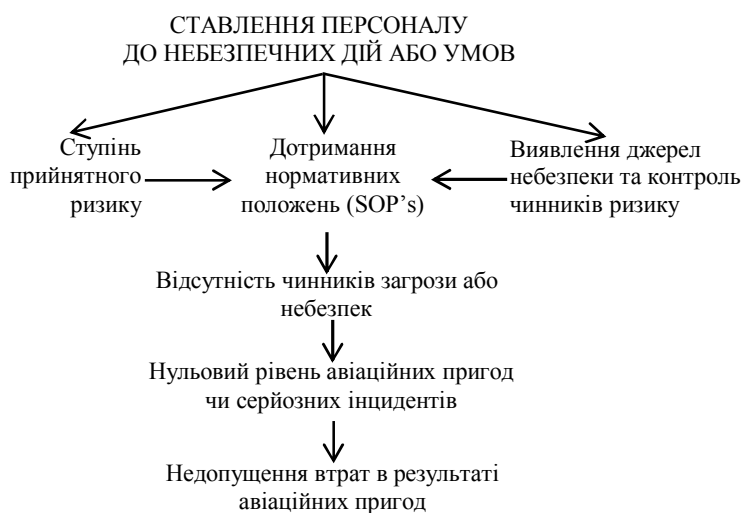 СТАВЛЕННЯ ПЕРСОНАЛУ
ДО НЕБЕЗПЕЧНИХ ДІЙ АБО УМОВ
Ступінь
прийнятного
ризику
Дотримання
нормативних
положень (SOP’s)
Виявлення джерел
небезпеки та контроль
чинників ризику
Відсутність чинників загрози або
небезпек
Нульовий рівень авіаційних пригод
чи серйозних інцидентів
Недопущення втрат в результаті
авіаційних пригод